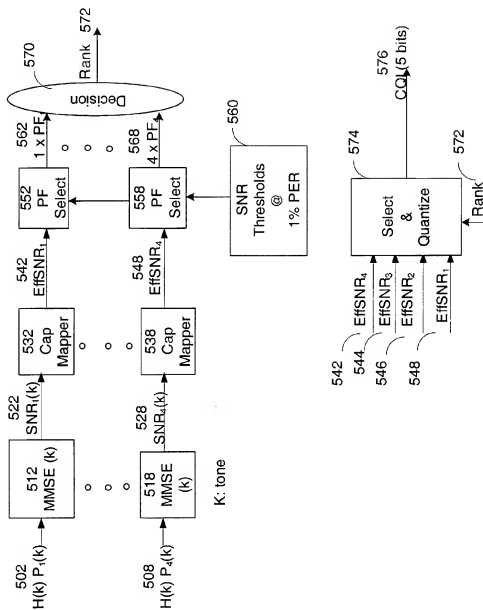 502
H(k) P₁(k)
512
MMSE (k)
522
SNR₁(k)
532
Cap
Mapper
542
EffSNR₁
552
PF
Select
562
1 x PF₁
570
Decision
Rank
572
508
H(k) P₄(k)
518
MMSE
(k)
528
SNR₄(k)
538
Cap
Mapper
548
EffSNR₄
558
PF
Select
568
4 x PF₄
560
SNR
Thresholds
@
1% PER
K: tone
542
EffSNR₄
544
EffSNR₃
546
EffSNR₂
548
EffSNR₁
574
Select
&
Quantize
576
CQI (5 bits)
Rank
572